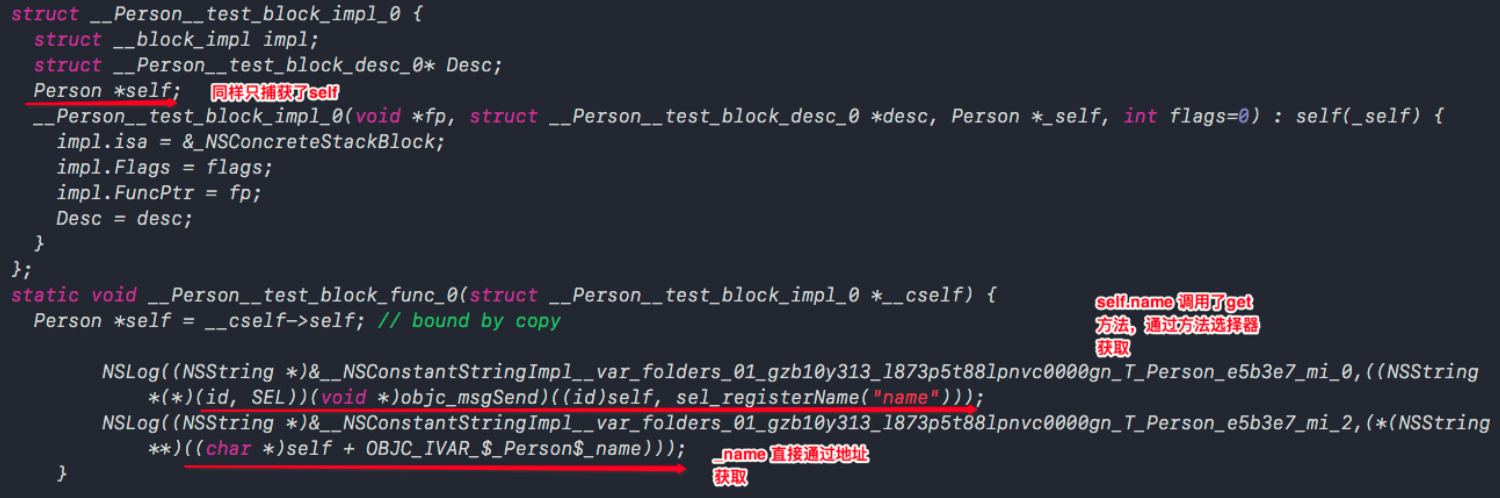 struct __Person__test_block_impl_0 {
struct __block_impl impl;
struct __Person__test_block_desc_0* Desc;
Person *self; 同样只捕获了self
__Person__test_block_impl_0(void *fp, struct __Person__test_block_desc_0 *desc, Person *_self, int flags=0) : self(_self) {
impl.isa = &_NSConcreteStackBlock;
impl.Flags = flags;
impl.FuncPtr = fp;
Desc = desc;
}
};
static void __Person__test_block_func_0(struct __Person__test_block_impl_0 *__cself) {
Person *self = __cself->self; // bound by copy
self.name 调用了get
方法，通过方法选择器
获取
NSLog((NSString *)&__NSConstantStringImpl__var_folders_01_gzb10y313_l873p5t88lpnvc0000gn_T_Person_e5b3e7_mi_0,((NSString
*(*)(id, SEL))(void *)objc_msgSend)((id)self, sel_registerName("name")));
NSLog((NSString *)&__NSConstantStringImpl__var_folders_01_gzb10y313_l873p5t88lpnvc0000gn_T_Person_e5b3e7_mi_2,(*(NSString
**)((char *)self + OBJC_IVAR_$_Person$_name)));
_name 直接通过地址
获取
}